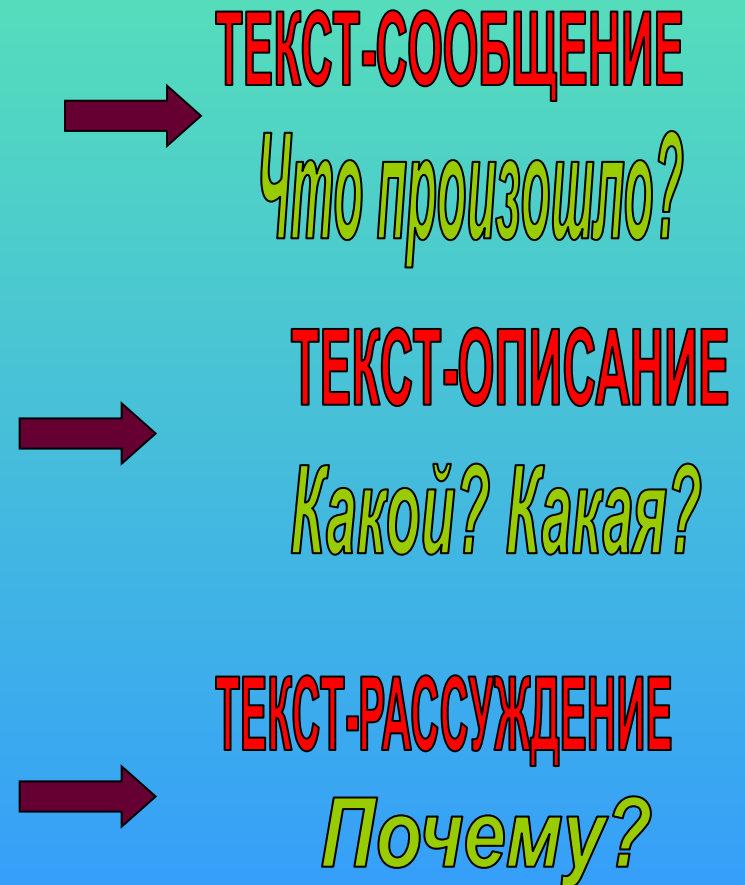 ТЕКСТ-СООБЩЕНИЕ
Что произошло?
ТЕКСТ-ОПИСАНИЕ
Какой? Какая?
ТЕКСТ-РАССУЖДЕНИЕ
Почему?